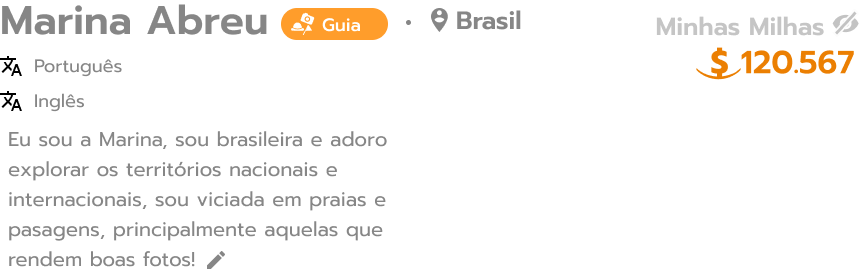 Marina Abreu Guia • Brasil
Minhas Milhas
$ 120.567
Português
Inglês
Eu sou a Marina, sou brasileira e adoro
explorar os territórios nacionais e
internacionais, sou viciada em praias e
pasagens, principalmente aquelas que
rendem boas fotos!